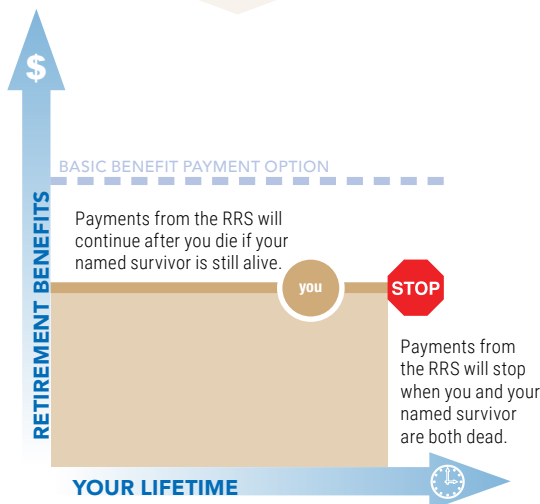 $
RETIREMENT BENEFITS
BASIC BENEFIT PAYMENT OPTION
Payments from the RRS will
continue after you die if your
named survivor is still alive.
you
STOP
Payments from
the RRS will stop
when you and your
named survivor
are both dead.
YOUR LIFETIME